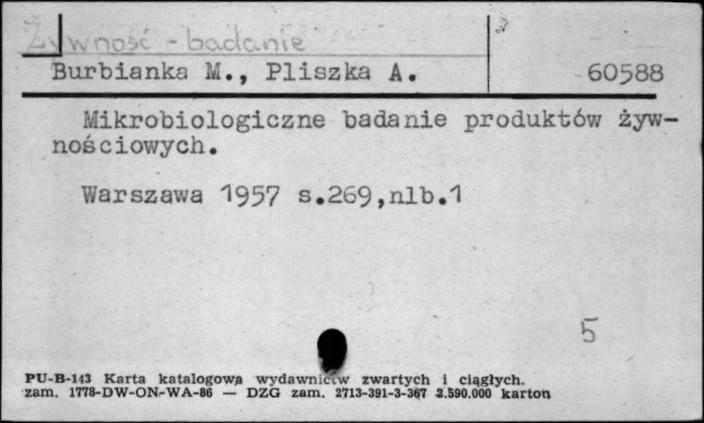 Żywność - badanie
Burbianka M., Pliszka A. 60588
Mikrobiologiczne badanie produktów żyw-
nościowych.
Warszawa 1957 s.269,nlb.1
5
PU-B-143 Karta katalogowa wydawnictw zwartych i ciągłych.
zam. 1778-DW-ON-WA-86 — DZG zam. 2713-391-3-367 2.590.000 karton